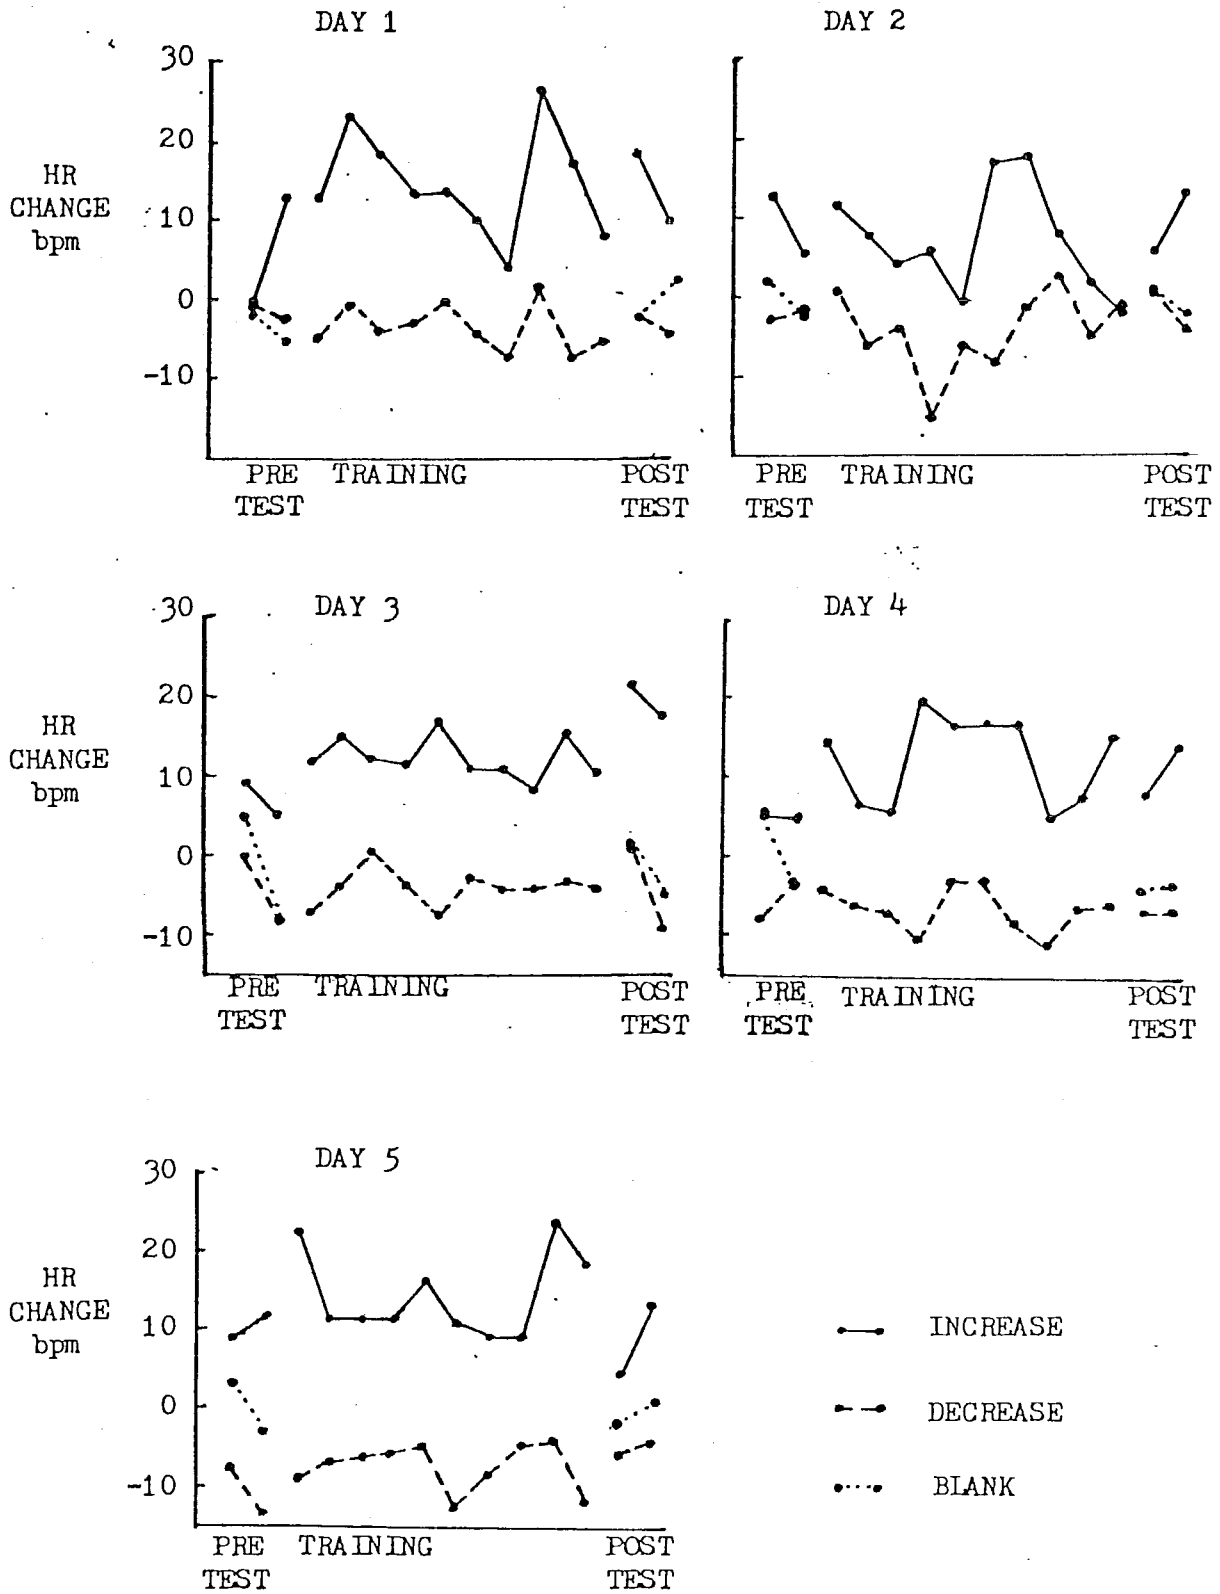 DAY 1
30
20
HR
CHANGE
bpm
10
0
-10
PRE TRAINING POST
TEST TEST
DAY 2
PRE TRAINING POST
TEST TEST
DAY 3
30
20
HR
CHANGE
bpm
10
0
-10
PRE TRAINING POST
TEST TEST
DAY 4
PRE TRAINING POST
TEST TEST
DAY 5
30
20
HR
CHANGE
bpm
10
0
-10
PRE TRAINING POST
TEST TEST
INCREASE
DECREASE
BLANK